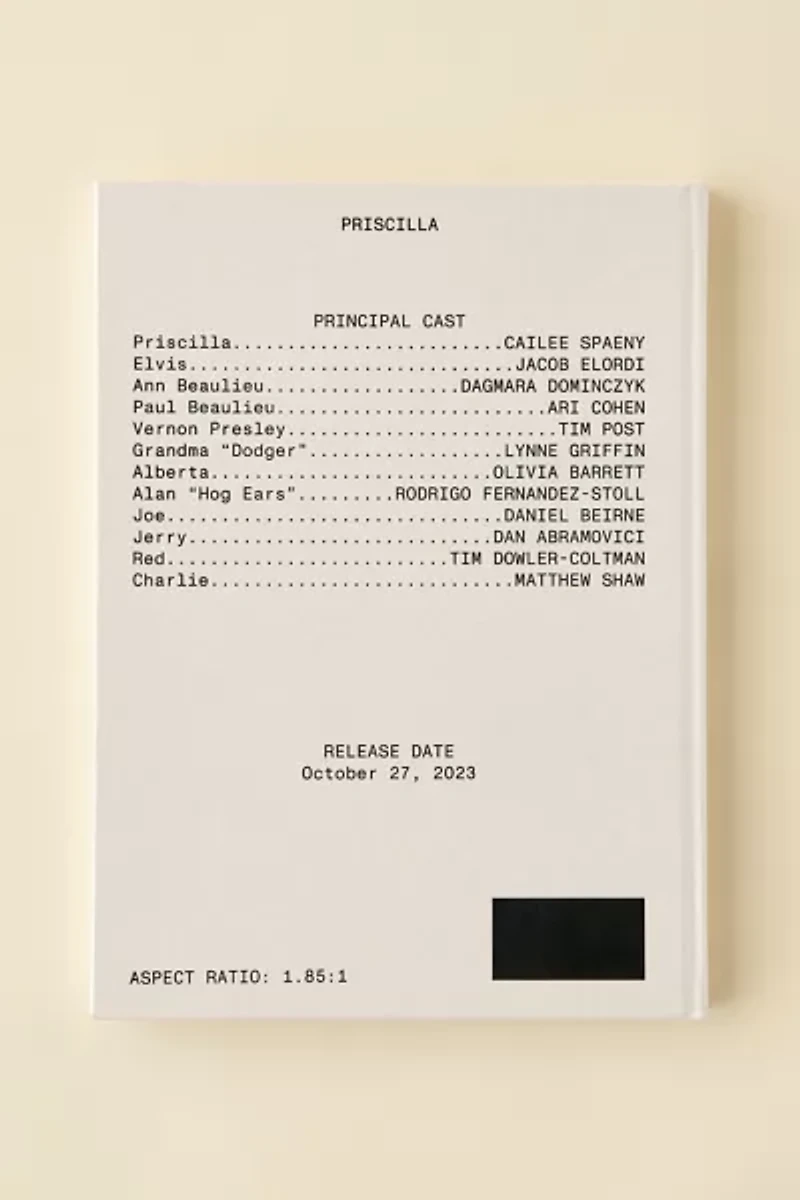 PRISCILLA
PRINCIPAL CAST
Priscilla.........................CAILEE SPAENY
Elvis..............................JACOB ELORDI
Ann Beaulieu..................DAGMARA DOMINCZYK
Paul Beaulieu.........................ARI COHEN
Vernon Presley.........................TIM POST
Grandma "Dodger"..................LYNNE GRIFFIN
Alberta..........................OLIVIA BARRETT
Alan "Hog Ears".........RODRIGO FERNANDEZ-STOLL
Joe...............................DANIEL BEIRNE
Jerry............................DAN ABRAMOVICI
Red..........................TIM DOWLER-COLTMAN
Charlie............................MATTHEW SHAW
RELEASE DATE
October 27, 2023
ASPECT RATIO: 1.85:1